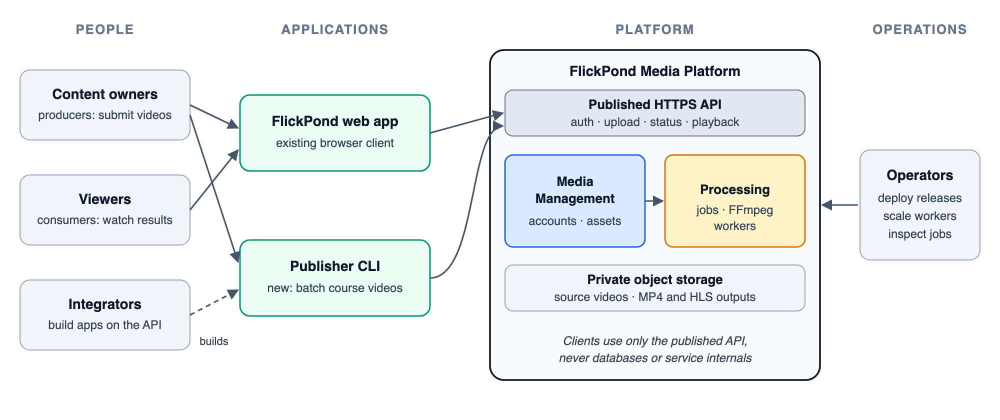 PEOPLE
APPLICATIONS
PLATFORM
OPERATIONS
Content owners
producers: submit videos
Viewers
consumers: watch results
Integrators
build apps on the API
builds
FlickPond web app
existing browser client
Publisher CLI
new: batch course videos
FlickPond Media Platform
Published HTTPS API
auth · upload · status · playback
Media
Management
accounts · assets
Processing
jobs · FFmpeg
workers
Private object storage
source videos · MP4 and HLS outputs
Clients use only the published API,
never databases or service internals
Operators
deploy releases
scale workers
inspect jobs